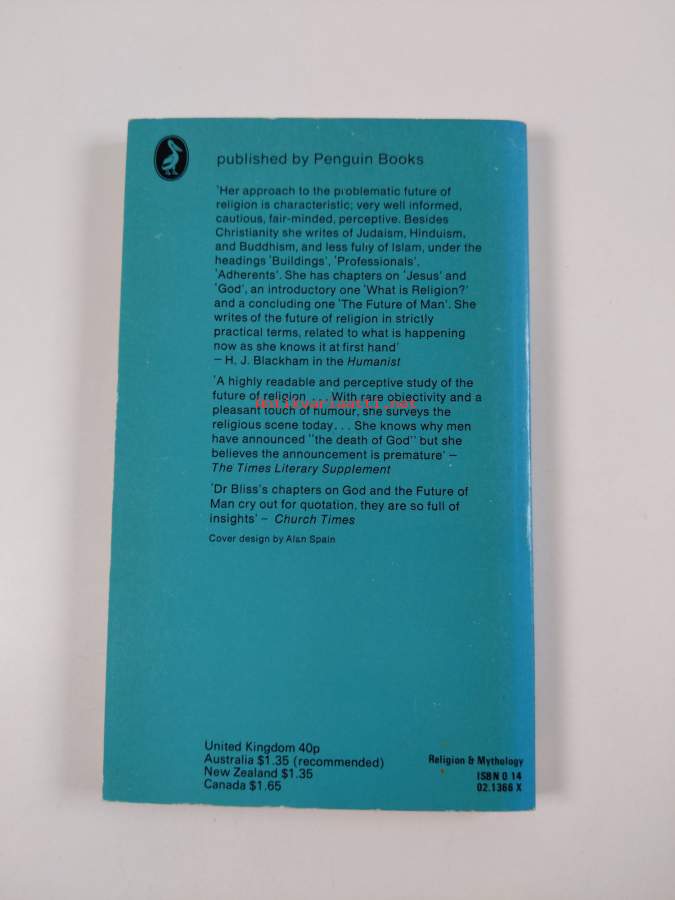 published by Penguin Books
'Her approach to the problematic future of
religion is characteristic; very well informed,
cautious, fair-minded, perceptive. Besides
Christianity she writes of Judaism, Hinduism,
and Buddhism, and less fully of Islam, under the
headings 'Buildings', 'Professionals',
'Adherents'. She has chapters on 'Jesus' and
'God', an introductory one 'What is Religion?'
and a concluding one 'The Future of Man'. She
writes of the future of religion in strictly
practical terms, related to what is happening
now as she knows it at first hand'
– H. J. Blackham in the Humanist
'A highly readable and perceptive study of the
future of religion . . . With rare objectivity and a
antikvariaatti.net
pleasant touch of humour, she surveys the
religious scene today. . . She knows why men
have announced "the death of God" but she
believes the announcement is premature' –
The Times Literary Supplement
'Dr Bliss's chapters on God and the Future of
Man cry out for quotation, they are so full of
insights' – Church Times
Cover design by Alan Spain
United Kingdom 40p
Australia $1.35 (recommended)
New Zealand $1.35
Canada $1.65
Religion & Mythology
ISBN 0 14
02.1366 X